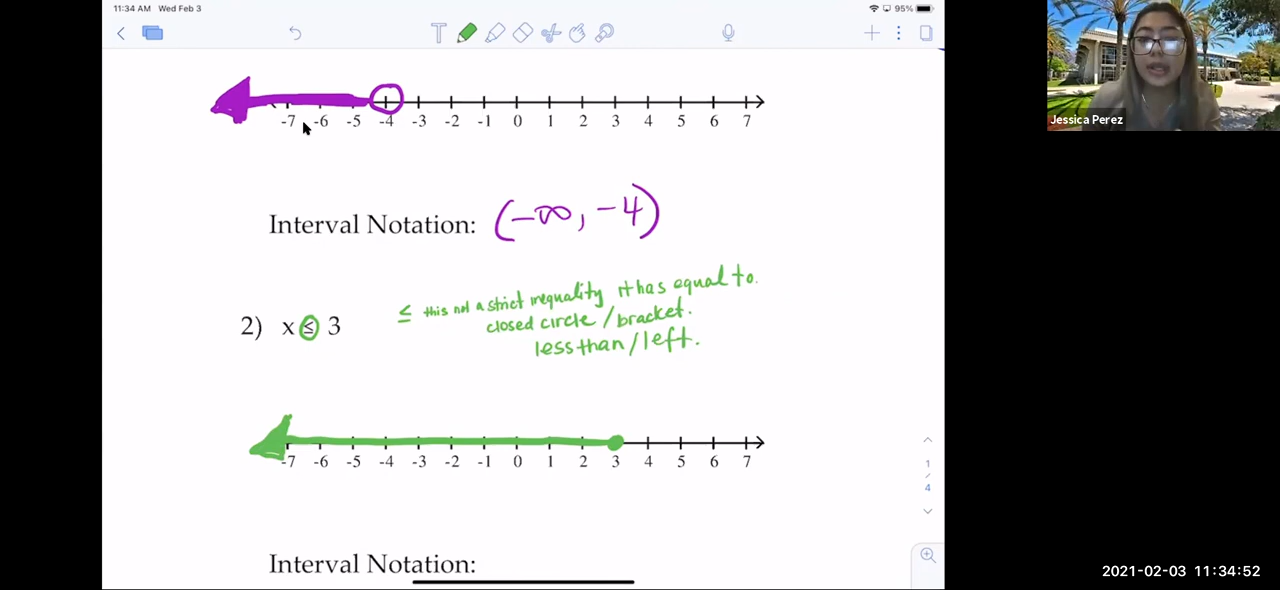 11:34 AM Wed Feb 3
95%
Jessica Perez
-7 -6 -5 -4 -3 -2 -1 0 1 2 3 4 5 6 7
Interval Notation: (-∞, -4)
≤ this not a strict inequality it has equal to.
closed circle / bracket.
2) x ≤ 3
less than / left.
-7 -6 -5 -4 -3 -2 -1 0 1 2 3 4 5 6 7
1
/
4
Interval Notation:
2021-02-03 11:34:52